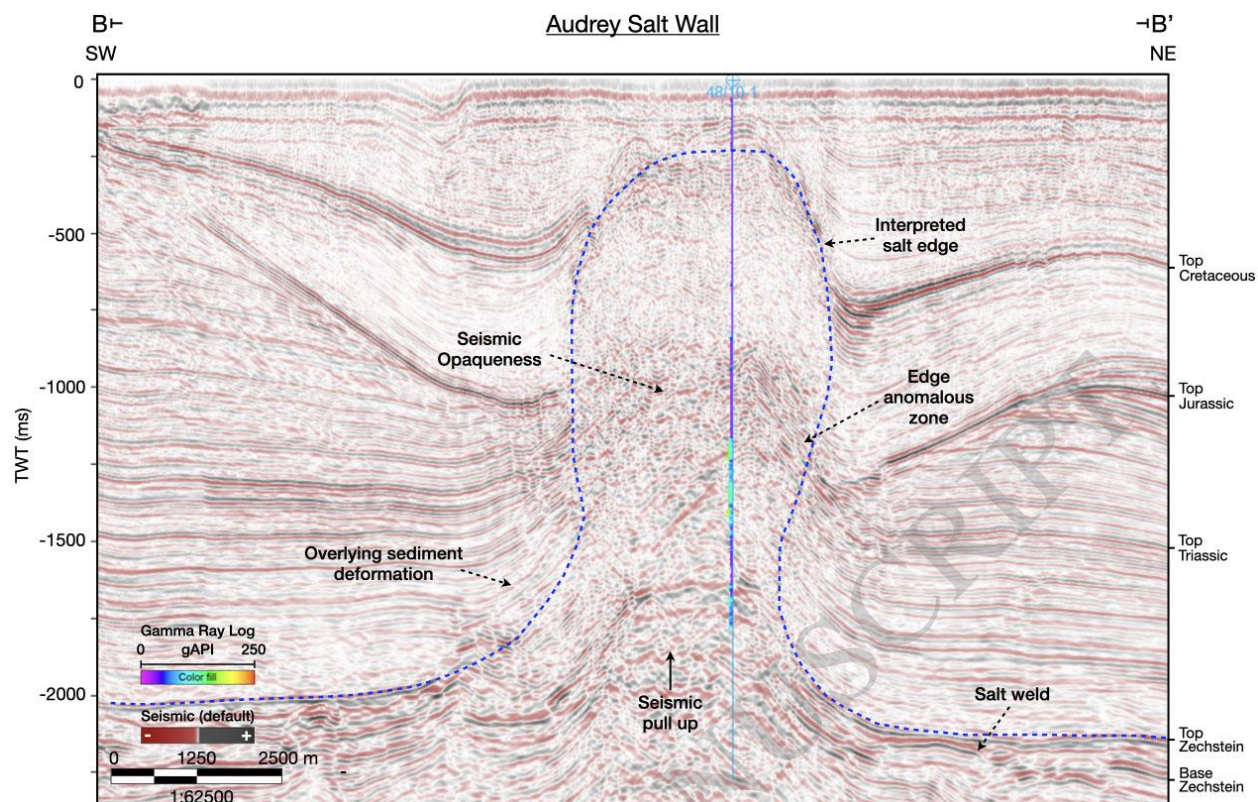 B
Audrey Salt Wall
B'
SW
NE
0
48/10-1
-500
Interpreted
salt edge
Top
Cretaceous
Seismic
Opaqueness
-1000
Edge
anomalous
zone
Top
Jurassic
TWT (ms)
-1500
Top
Triassic
Overlying sediment
deformation
Gamma Ray Log
0 gAPI 250
Color fill
-2000
Seismic
pull up
Salt weld
Seismic (default)
- +
Top
Zechstein
0 1250 2500 m
Base
Zechstein
1:62500
SCRIPT